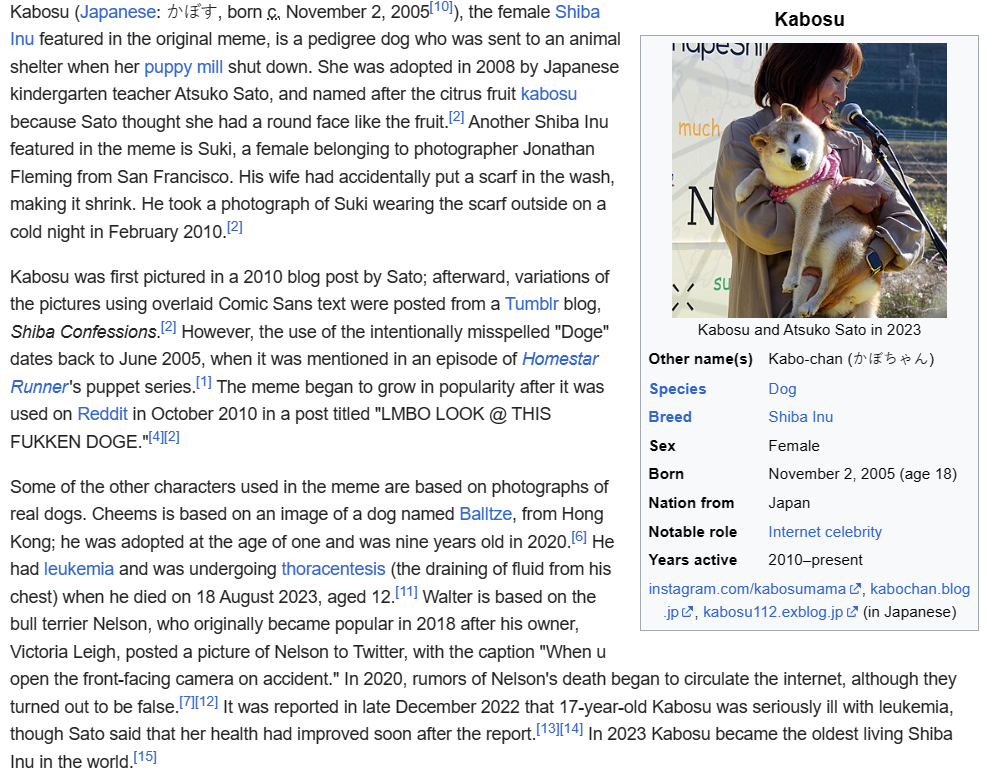 Kabosu (Japanese: かぼす, born c. November 2, 2005[10]), the female Shiba
Inu featured in the original meme, is a pedigree dog who was sent to an animal
shelter when her puppy mill shut down. She was adopted in 2008 by Japanese
kindergarten teacher Atsuko Sato, and named after the citrus fruit kabosu
because Sato thought she had a round face like the fruit.[2] Another Shiba Inu
featured in the meme is Suki, a female belonging to photographer Jonathan
Fleming from San Francisco. His wife had accidentally put a scarf in the wash,
making it shrink. He took a photograph of Suki wearing the scarf outside on a
cold night in February 2010.[2]
Kabosu was first pictured in a 2010 blog post by Sato; afterward, variations of
the pictures using overlaid Comic Sans text were posted from a Tumblr blog,
Shiba Confessions.[2] However, the use of the intentionally misspelled "Doge"
dates back to June 2005, when it was mentioned in an episode of Homestar
Runner's puppet series.[1] The meme began to grow in popularity after it was
used on Reddit in October 2010 in a post titled "LMBO LOOK @ THIS
FUKKEN DOGE."[4][2]
Some of the other characters used in the meme are based on photographs of
real dogs. Cheems is based on an image of a dog named Balltze, from Hong
Kong; he was adopted at the age of one and was nine years old in 2020.[6] He
had leukemia and was undergoing thoracentesis (the draining of fluid from his
chest) when he died on 18 August 2023, aged 12.[11] Walter is based on the
bull terrier Nelson, who originally became popular in 2018 after his owner,
Victoria Leigh, posted a picture of Nelson to Twitter, with the caption "When u
open the front-facing camera on accident." In 2020, rumors of Nelson's death began to circulate the internet, although they
turned out to be false.[7][12] It was reported in late December 2022 that 17-year-old Kabosu was seriously ill with leukemia,
though Sato said that her health had improved soon after the report.[13][14] In 2023 Kabosu became the oldest living Shiba
Inu in the world.[15]
Kabosu
much
N
su
Kabosu and Atsuko Sato in 2023
Other name(s) Kabo-chan (かぼちゃん)
Species Dog
Breed Shiba Inu
Sex Female
Born November 2, 2005 (age 18)
Nation from Japan
Notable role Internet celebrity
Years active 2010–present
instagram.com/kabosumama, kabochan.blog
.jp, kabosu112.exblog.jp (in Japanese)